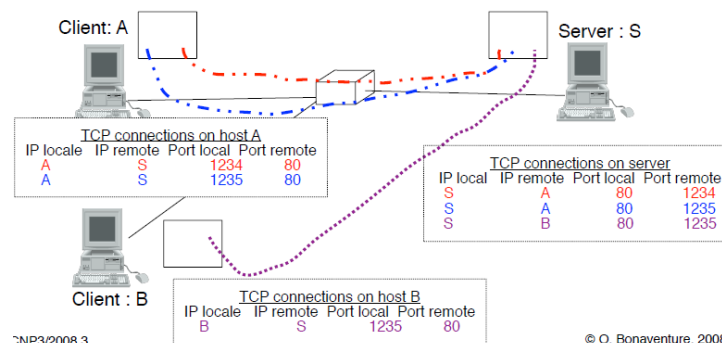 Client: A
Server : S
TCP connections on host A
IP locale IP remote Port local Port remote
A S 1234 80
A S 1235 80
TCP connections on server
IP local IP remote Port local Port remote
S A 80 1234
S A 80 1235
S B 80 1235
Client : B
TCP connections on host B
IP locale IP remote Port local Port remote
B S 1235 80
CNP3/2008.3
© O. Bonaventure, 2008